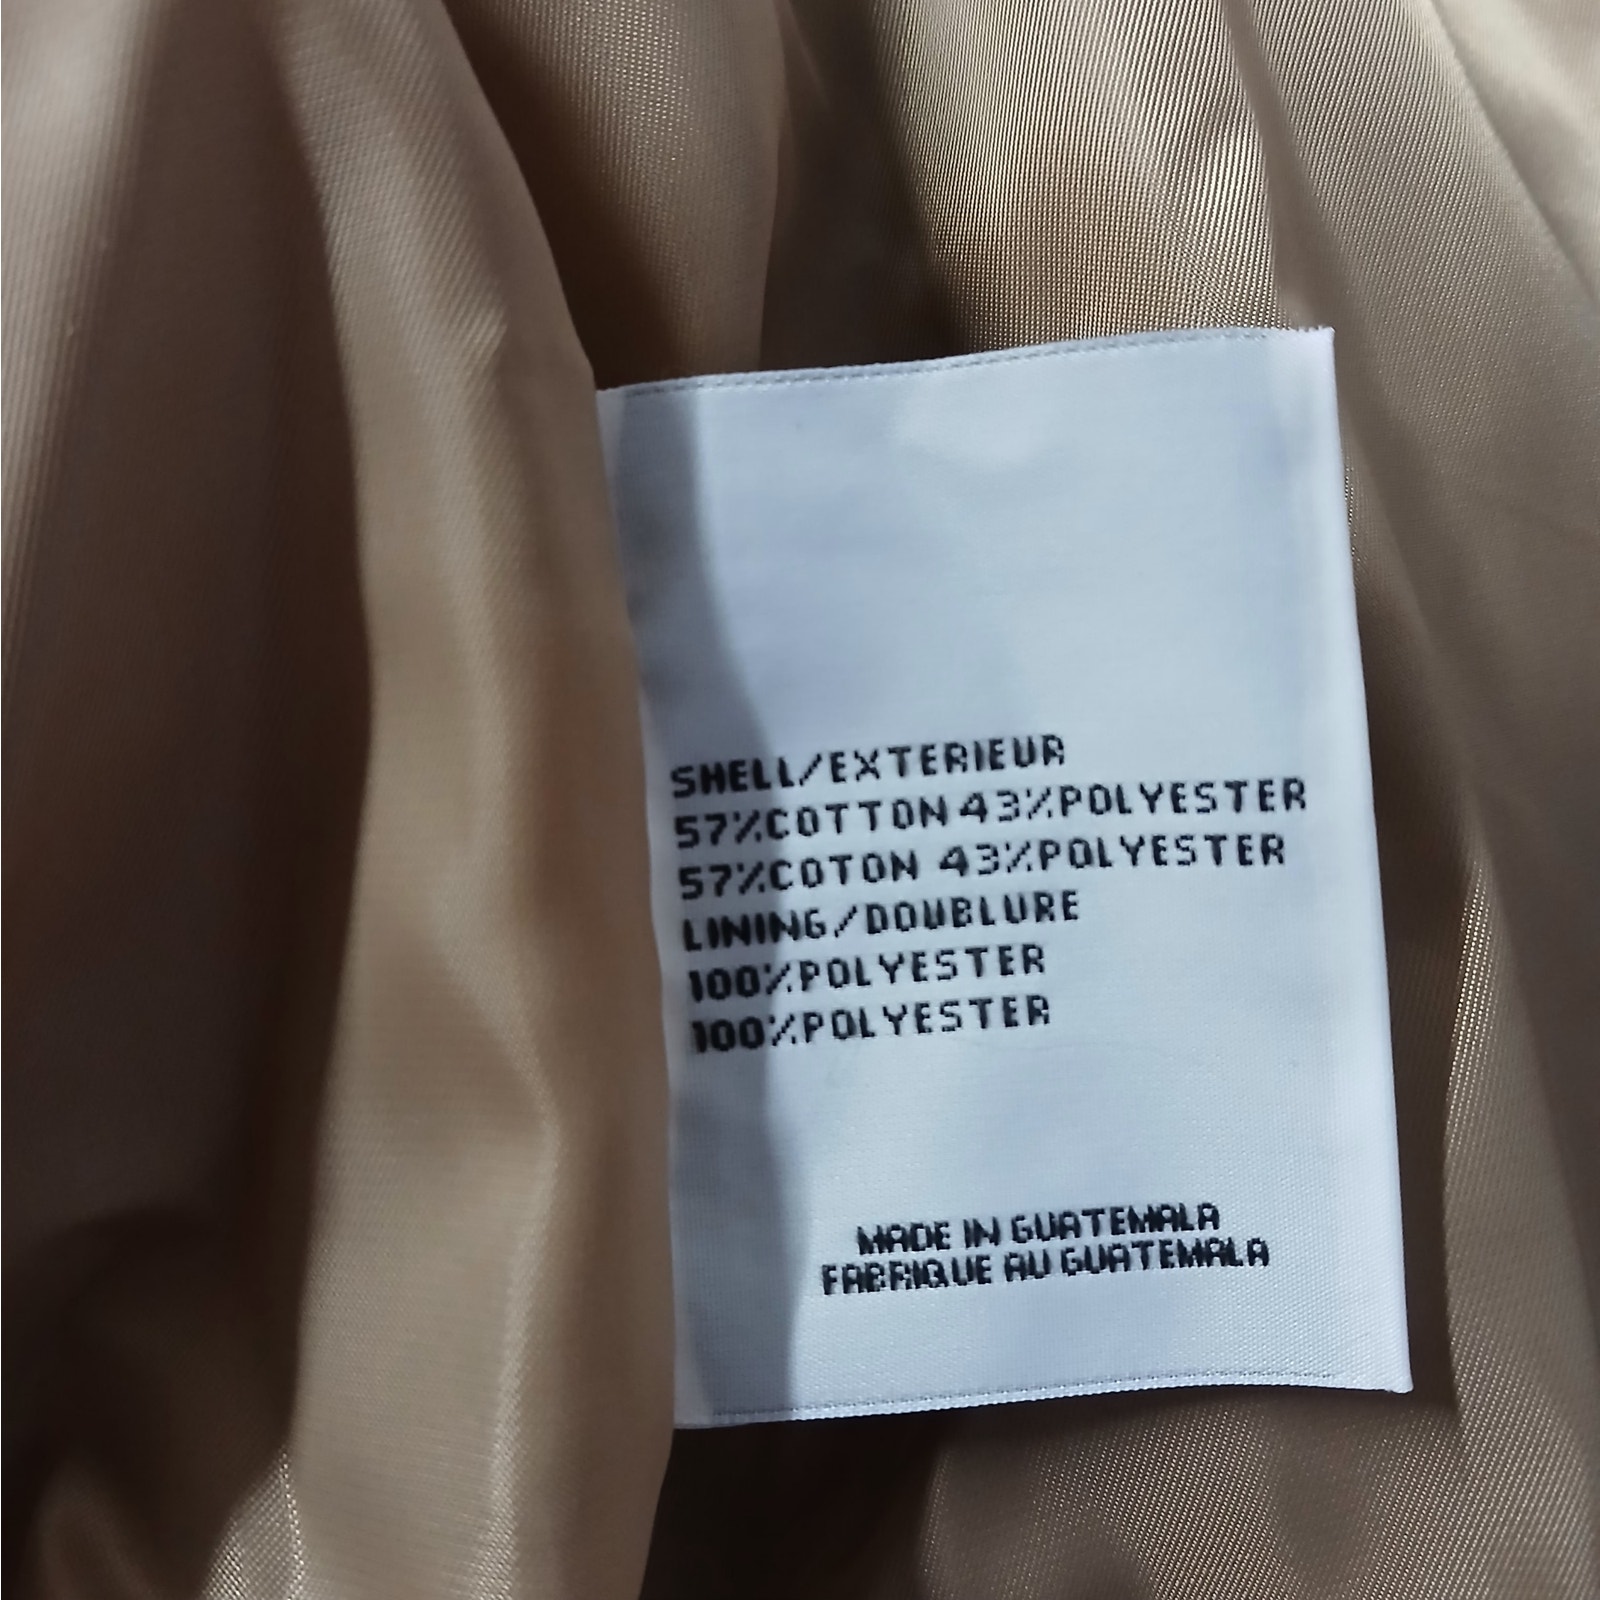 SHELL/EXTERIEUR
57%COTTON 43%POLYESTER
57%COTON 43%POLYESTER
LINING/DOUBLURE
100%POLYESTER
100%POLYESTER
MADE IN GUATEMALA
FABRIQUE AU GUATEMALA